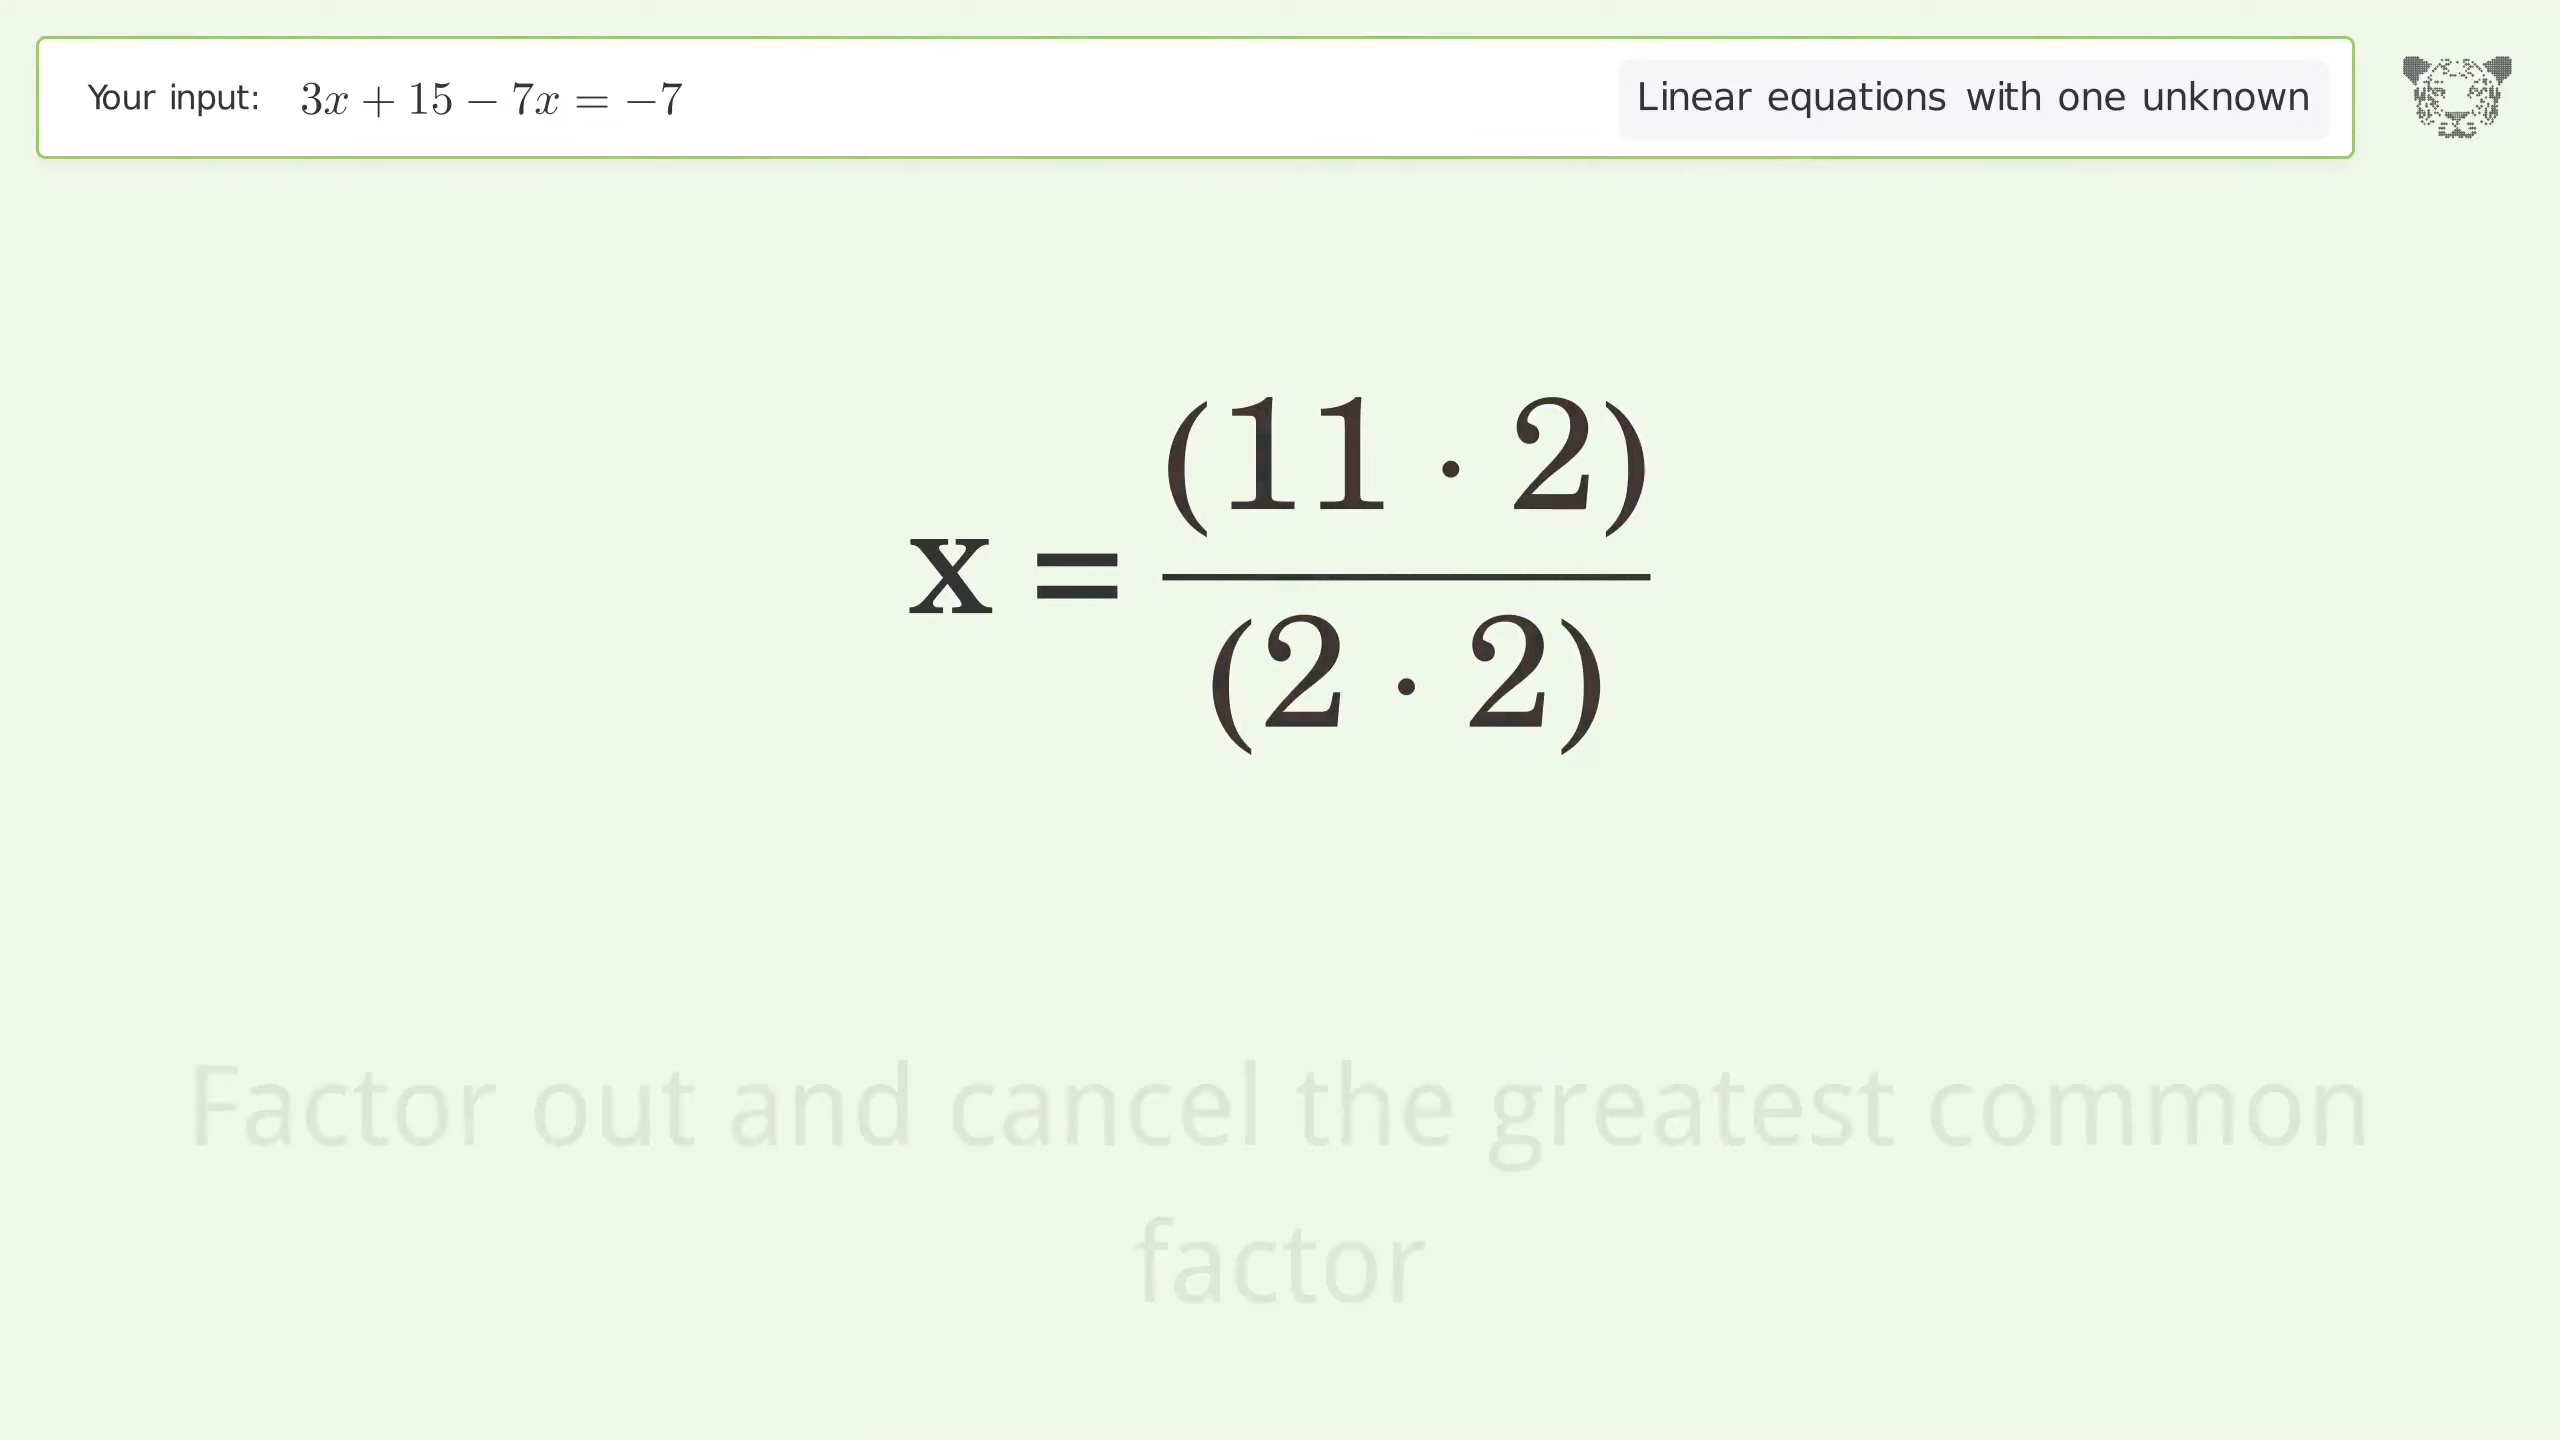 Your input: 3x + 15 − 7x = −7
Linear equations with one unknown
x = (11 · 2) / (2 · 2)
Factor out and cancel the greatest common
factor